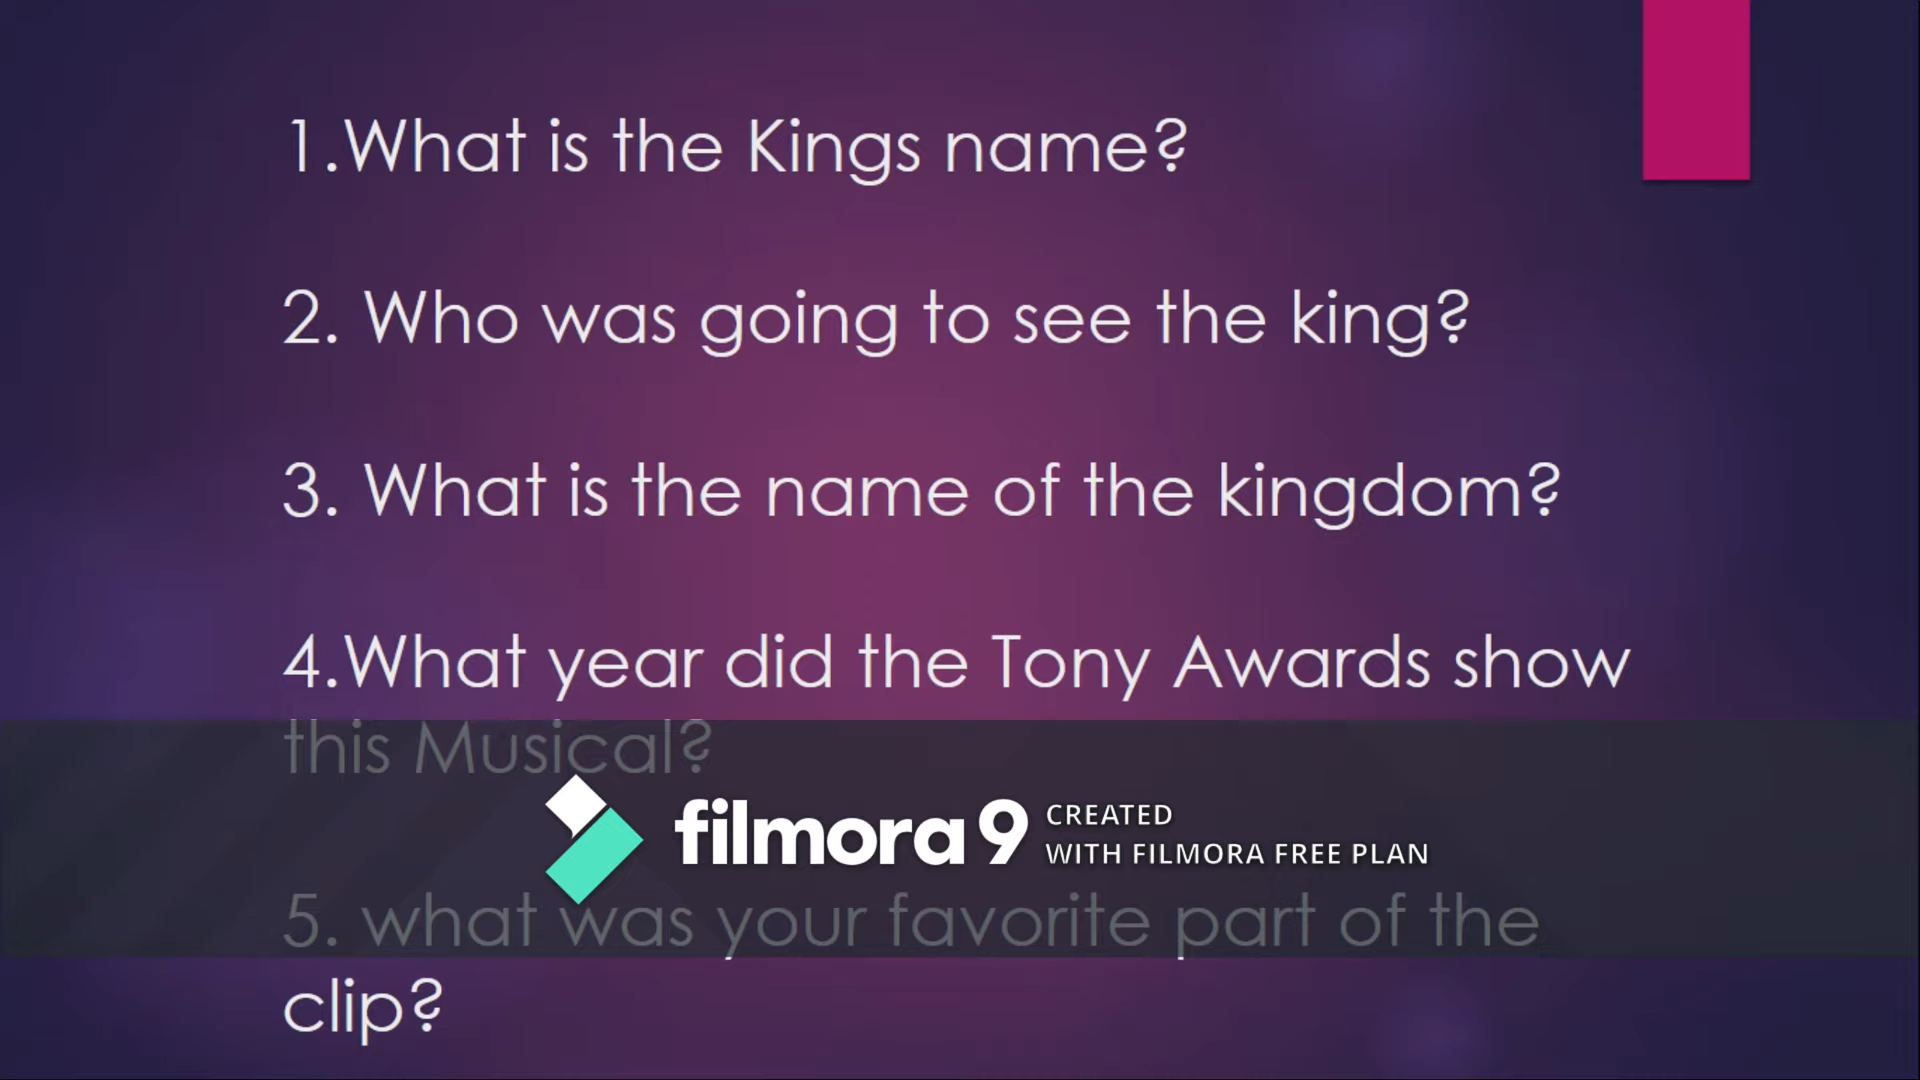 1.What is the Kings name?
2. Who was going to see the king?
3. What is the name of the kingdom?
4.What year did the Tony Awards show
this Musical?
filmora9 CREATED
WITH FILMORA FREE PLAN
5. what was your favorite part of the
clip?